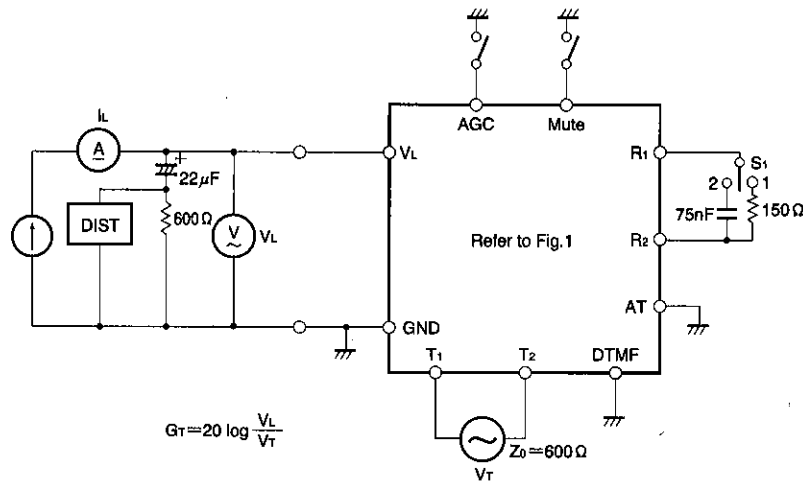 AGC
Mute
IL
A
VL
R1
S1
22μF
2
1
DIST
600Ω
V
VL
75nF
150Ω
Refer to Fig.1
R2
AT
GND
T1
T2
DTMF
GT=20 log VL/VT
Z0=600Ω
VT